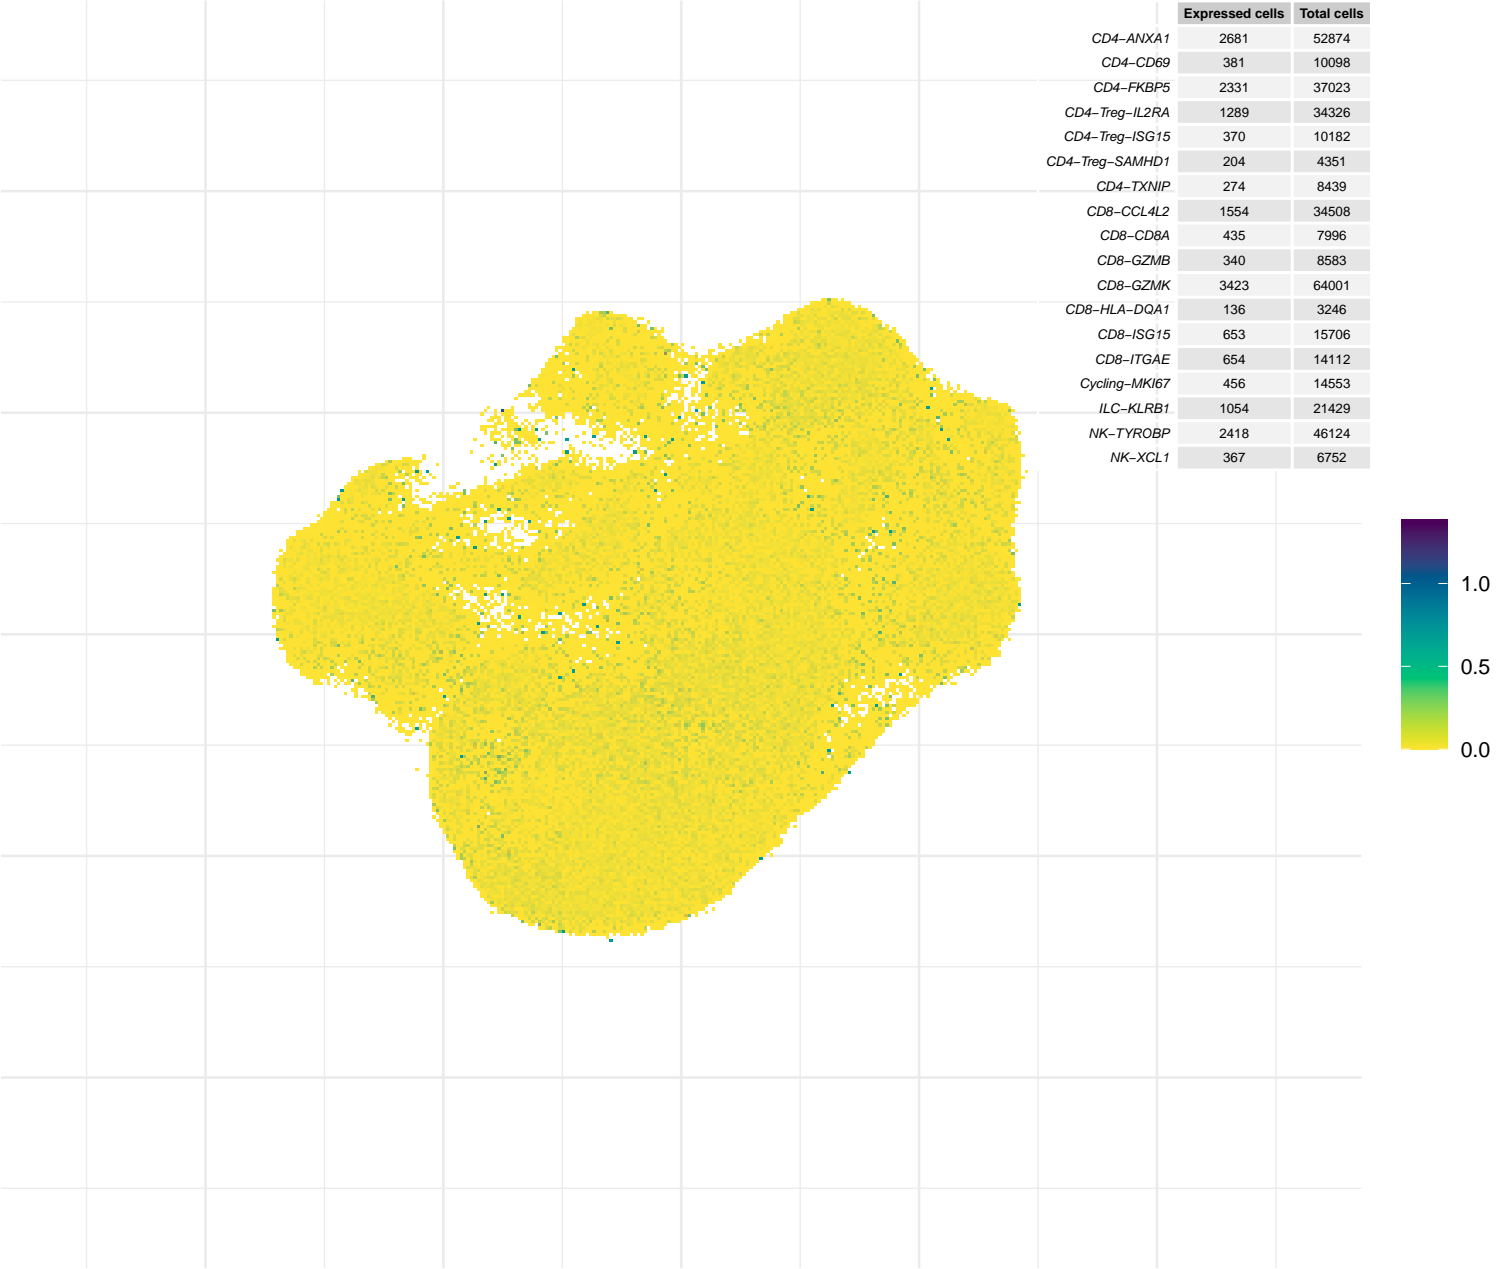 Expressed cells Total cells
CD4−ANXA1 2681 52874
CD4−CD69 381 10098
CD4−FKBP5 2331 37023
CD4−Treg−IL2RA 1289 34326
CD4−Treg−ISG15 370 10182
CD4−Treg−SAMHD1 204 4351
CD4−TXNIP 274 8439
CD8−CCL4L2 1554 34508
CD8−CD8A 435 7996
CD8−GZMB 340 8583
CD8−GZMK 3423 64001
CD8−HLA−DQA1 136 3246
CD8−ISG15 653 15706
CD8−ITGAE 654 14112
Cycling−MKI67 456 14553
ILC−KLRB1 1054 21429
NK−TYROBP 2418 46124
NK−XCL1 367 6752
1.0
0.5
0.0